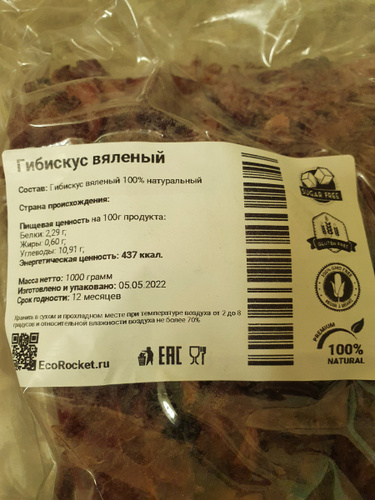 Гибискус вяленый
Состав: Гибискус вяленый 100% натуральный
Страна происхождения:
Пищевая ценность на 100г продукта:
Белки: 2,29 г;
Жиры: 0,60 г;
Углеводы: 10,91 г;
Энергетическая ценность: 437 ккал.
Масса нетто: 1000 грамм
Изготовлено и упаковано: 05.05.2022
Срок годности: 12 месяцев
Хранить в сухом и прохладном месте при температуре воздуха от 2 до 8
градусов и относительной влажности воздуха не более 70%
EcoRocket.ru
EAC
SUGAR FREE
GLUTEN FREE
PREMIUM
100%
NATURAL